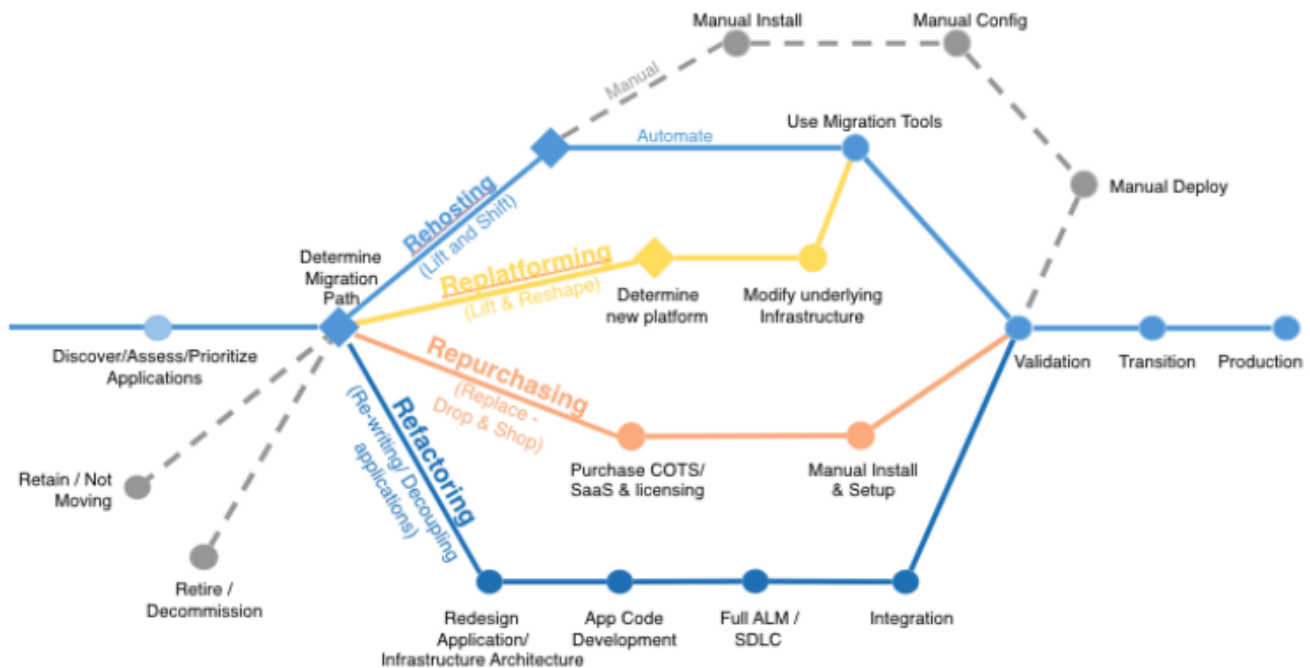 Manual Install
Manual Config
Manual
Automate
Use Migration Tools
Manual Deploy
Rehosting
(Lift and Shift)
Determine
Migration
Path
Replatforming
(Lift & Reshape)
Determine
new platform
Modify underlying
Infrastructure
Discover/Assess/Prioritize
Applications
Validation
Transition
Production
Repurchasing
(Replace -
Drop & Shop)
Refactoring
(Re-writing/ Decoupling
applications)
Purchase COTS/
SaaS & licensing
Manual Install
& Setup
Retain / Not
Moving
Retire /
Decommission
Redesign
Application/
Infrastructure Architecture
App Code
Development
Full ALM /
SDLC
Integration